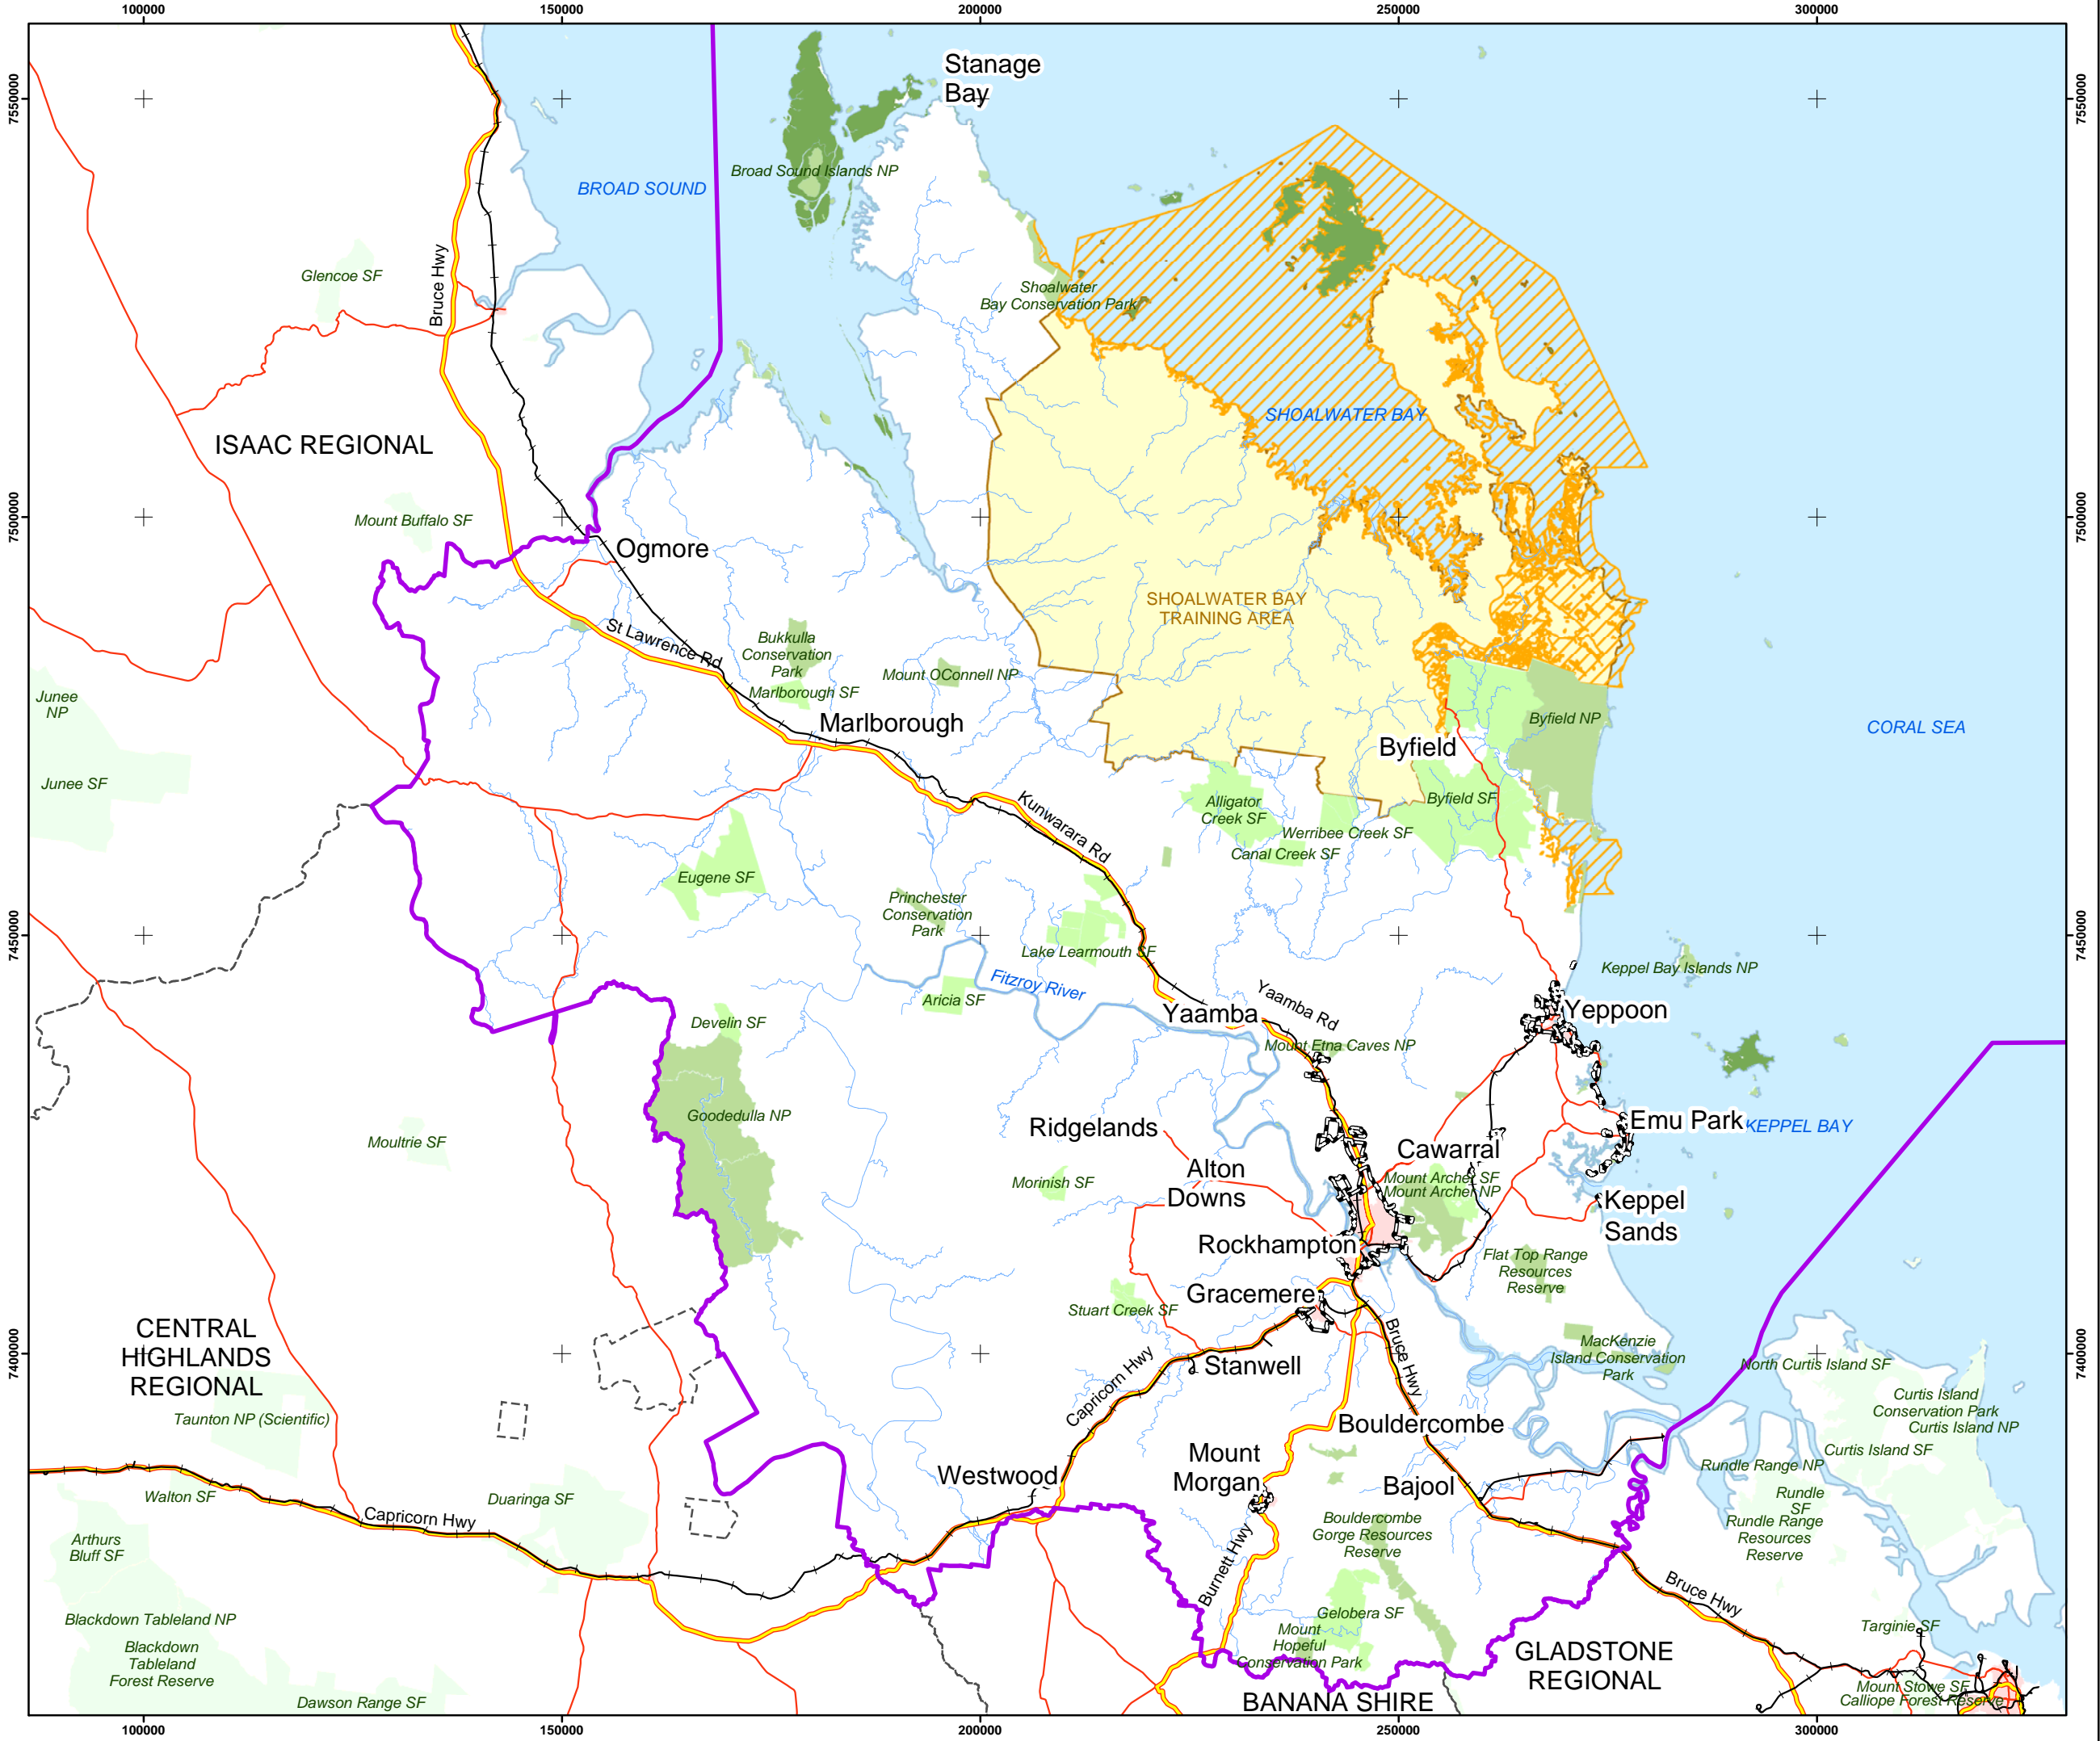 100000
150000
200000
250000
300000
7550000
7550000
Stanage
Bay
Broad Sound Islands NP
BROAD SOUND
Glencoe SF
Bruce Hwy
Shoalwater
Bay Conservation Park
SHOALWATER BAY
ISAAC REGIONAL
Mount Buffalo SF
7500000
7500000
Ogmore
SHOALWATER BAY
TRAINING AREA
St Lawrence Rd
Bukkulla
Conservation
Park
Mount OConnell NP
Marlborough SF
Junee
NP
Byfield NP
Marlborough
CORAL SEA
Byfield
Junee SF
Byfield SF
Alligator
Creek SF
Kunwarara Rd
Werribee Creek SF
Canal Creek SF
Eugene SF
Princhester
Conservation
Park
7450000
7450000
Lake Learmouth SF
Keppel Bay Islands NP
Fitzroy River
Aricia SF
Yaamba Rd
Yeppoon
Yaamba
Develin SF
Mount Etna Caves NP
Goodedulla NP
Ridgelands
Emu Park
KEPPEL BAY
Moultrie SF
Cawarral
Alton
Downs
Mount Archer SF
Mount Archer NP
Morinish SF
Keppel
Sands
Rockhampton
Flat Top Range
Resources
Reserve
Gracemere
Stuart Creek SF
CENTRAL
HIGHLANDS
REGIONAL
Bruce Hwy
MacKenzie
Island Conservation
Park
7400000
7400000
Stanwell
North Curtis Island SF
Capricorn Hwy
Curtis Island
Conservation Park
Curtis Island NP
Taunton NP (Scientific)
Bouldercombe
Curtis Island SF
Mount
Morgan
Rundle Range NP
Westwood
Bajool
Walton SF
Duaringa SF
Rundle
SF
Capricorn Hwy
Bouldercombe
Gorge Resources
Reserve
Rundle Range
Resources
Reserve
Arthurs
Bluff SF
Burnett Hwy
Bruce Hwy
Blackdown Tableland NP
Gelobera SF
Targinie SF
Blackdown
Tableland
Forest Reserve
Mount
Hopeful
Conservation Park
GLADSTONE
REGIONAL
Dawson Range SF
BANANA SHIRE
Mount Stowe SF
Calliope Forest Reserve
100000
150000
200000
250000
300000